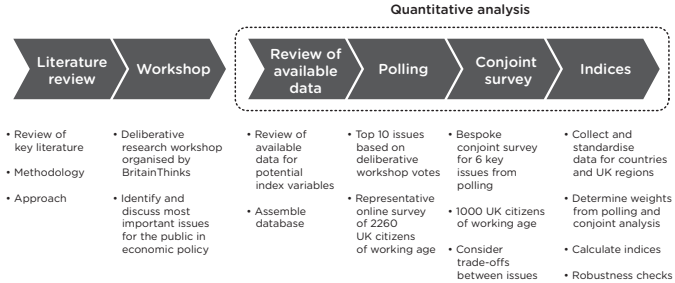 Quantitative analysis
Literature
review
Workshop
Review of
available
data
Polling
Conjoint
survey
Indices
• Review of
key literature
• Methodology
• Approach
• Deliberative
research workshop
organised by
BritainThinks
• Identify and
discuss most
important issues
for the public in
economic policy
• Review of
available
data for
potential
index variables
• Assemble
database
• Top 10 issues
based on
deliberative
workshop votes
• Representative
online survey
of 2260
UK citizens
of working age
• Bespoke
conjoint survey
for 6 key
issues from
polling
• 1000 UK citizens
of working age
• Consider
trade-offs
between issues
• Collect and
standardise
data for countries
and UK regions
• Determine weights
from polling and
conjoint analysis
• Calculate indices
• Robustness checks